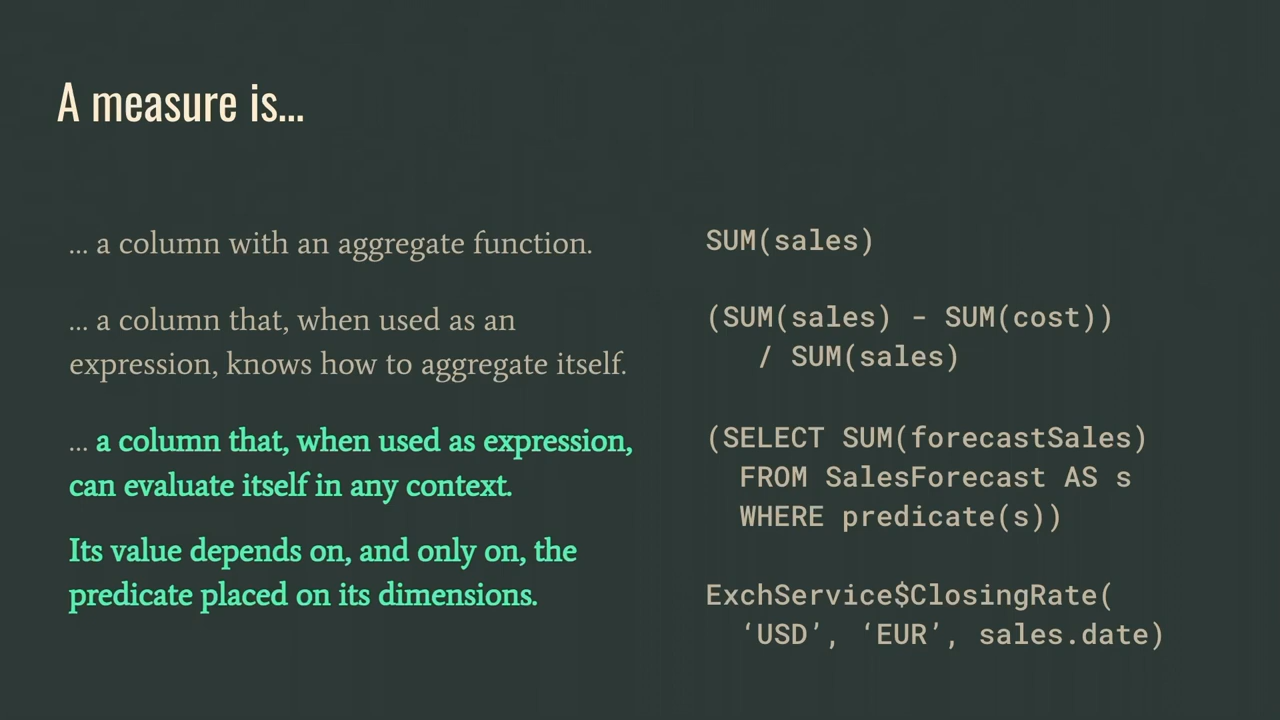 A measure is...
... a column with an aggregate function.
SUM(sales)
... a column that, when used as an
expression, knows how to aggregate itself.
(SUM(sales) - SUM(cost))
/ SUM(sales)
... a column that, when used as expression,
can evaluate itself in any context.
Its value depends on, and only on, the
predicate placed on its dimensions.
(SELECT SUM(forecastSales)
FROM SalesForecast AS s
WHERE predicate(s))
ExchService$ClosingRate(
‘USD’, ‘EUR’, sales.date)